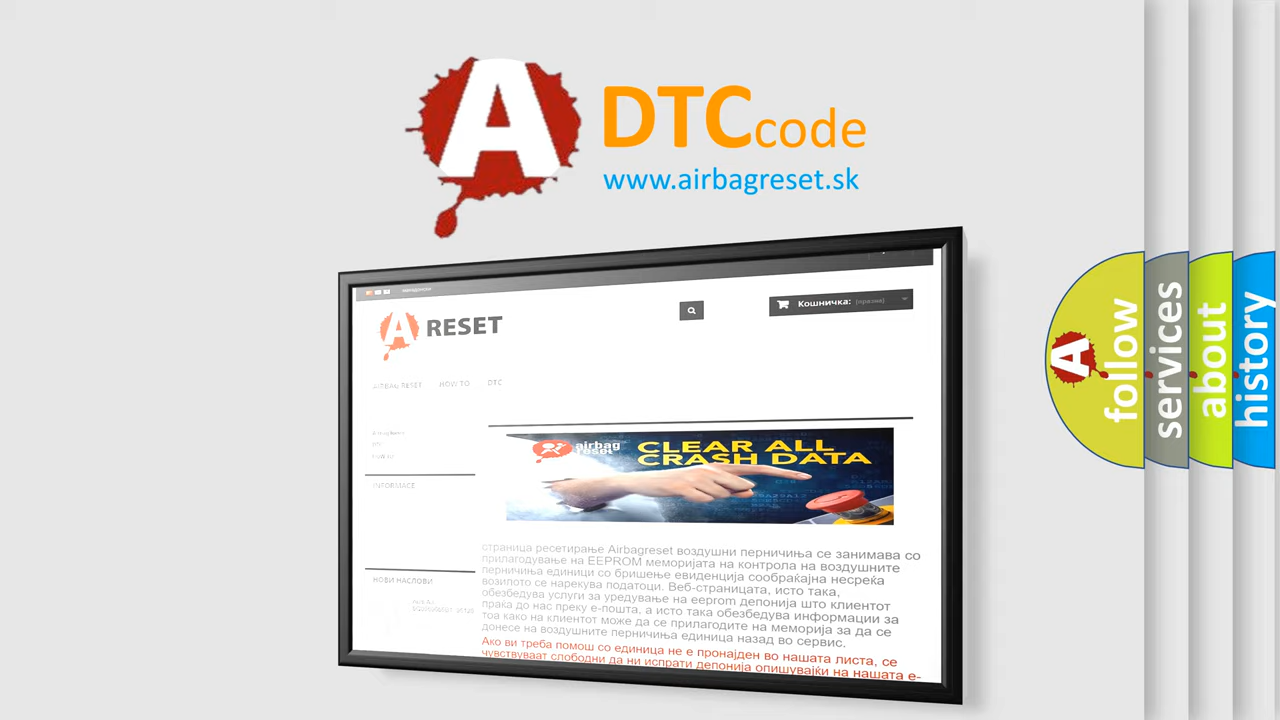 A
DTCcode
www.airbagreset.sk
A RESET
Кошничка: (празна)
HOW TO
DTC
airbag
reset
CLEAR ALL
CRASH DATA
INFORMACE
страница ресетирање Airbagreset воздушни перничиња се занимава со
прилагодување на EEPROM меморијата на контрола на воздушните
перничиња единици со бришење евиденција сообраќајна несреќа
возилото се нарекува податоци. Веб-страницата, исто така,
обезбедува услуги за уредување на eeprom депонија што клиентот
праќа до нас преку е-пошта, а исто така обезбедува информации за
тоа како на клиентот може да се прилагодите на меморија за да се
донесе на воздушните перничиња единица назад во сервис.
Ако ви треба помош со единица не е пронајден во нашата листа, се
чувствуваат слободни да ни испрати депонија опишувајќи на нашата е-
НОВИ НАСЛОВИ
A
follow
services
about
history